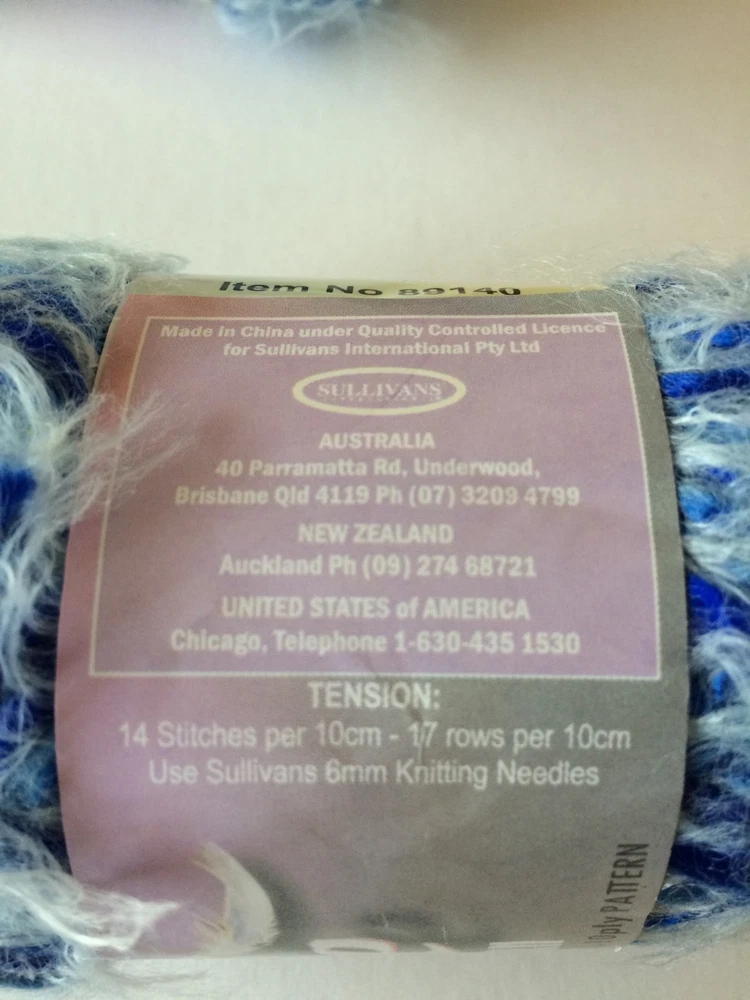 Item No 89140
Made in China under Quality Controlled Licence
for Sullivans International Pty Ltd
SULLIVANS
AUSTRALIA
40 Parramatta Rd, Underwood,
Brisbane Qld 4119 Ph (07) 3209 4799
NEW ZEALAND
Auckland Ph (09) 274 68721
UNITED STATES of AMERICA
Chicago, Telephone 1-630-435 1530
TENSION:
14 Stitches per 10cm - 17 rows per 10cm
Use Sullivans 6mm Knitting Needles
PATTERN